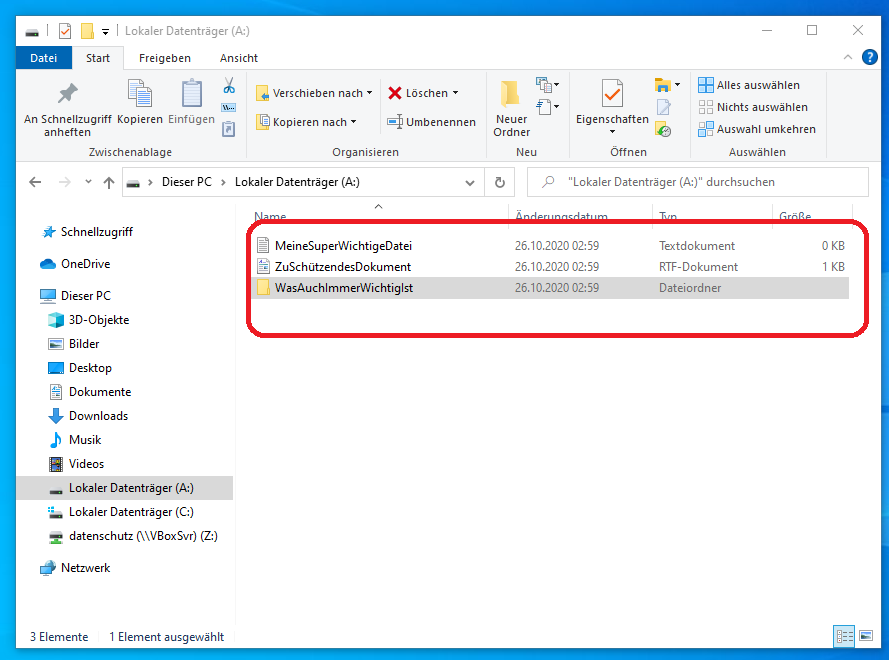 Lokaler Datenträger (A:)
Datei Start Freigeben Ansicht
An Schnellzugriff anheften
Kopieren
Einfügen
Zwischenablage
Verschieben nach
Kopieren nach
Löschen
Umbenennen
Organisieren
Neuer Ordner
Neu
Eigenschaften
Öffnen
Alles auswählen
Nichts auswählen
Auswahl umkehren
Auswählen
Dieser PC Lokaler Datenträger (A:)
"Lokaler Datenträger (A:)" durchsuchen
Schnellzugriff
OneDrive
Dieser PC
3D-Objekte
Bilder
Desktop
Dokumente
Downloads
Musik
Videos
Lokaler Datenträger (A:)
Lokaler Datenträger (C:)
datenschutz (\\VBoxSvr) (Z:)
Netzwerk
Name Änderungsdatum Typ Größe
MeineSuperWichtigeDatei 26.10.2020 02:59 Textdokument 0 KB
ZuSchützendesDokument 26.10.2020 02:59 RTF-Dokument 1 KB
WasAuchImmerWichtigIst 26.10.2020 02:59 Dateiordner
3 Elemente 1 Element ausgewählt